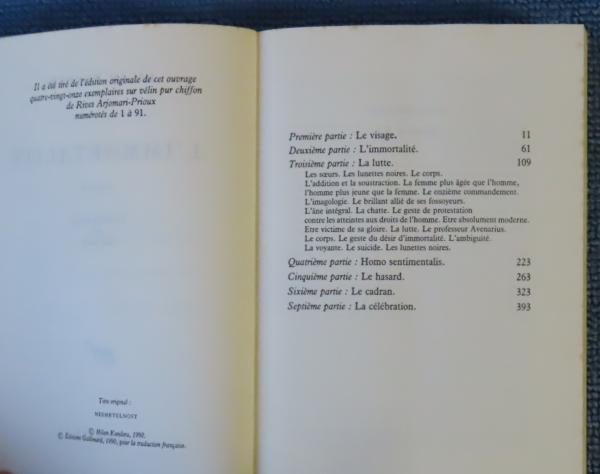 Il a été tiré de l'édition originale de cet ouvrage
quatre-vingt-onze exemplaires sur vélin pur chiffon
de Rives Arjomari-Prioux
numérotés de 1 à 91.
Titre original :
NESMRTELNOST
© Milan Kundera, 1990.
© Éditions Gallimard, 1990, pour la traduction française.
Première partie : Le visage. 11
Deuxième partie : L'immortalité. 61
Troisième partie : La lutte. 109
Les sœurs. Les lunettes noires. Le corps.
L'addition et la soustraction. La femme plus âgée que l'homme,
l'homme plus jeune que la femme. Le onzième commandement.
L'imagologie. Le brillant allié de ses fossoyeurs.
L'âne intégral. La chatte. Le geste de protestation
contre les atteintes aux droits de l'homme. Etre absolument moderne.
Etre victime de sa gloire. La lutte. Le professeur Avenarius.
Le corps. Le geste du désir d'immortalité. L'ambiguïté.
La voyante. Le suicide. Les lunettes noires.
Quatrième partie : Homo sentimentalis. 223
Cinquième partie : Le hasard. 263
Sixième partie : Le cadran. 323
Septième partie : La célébration. 393